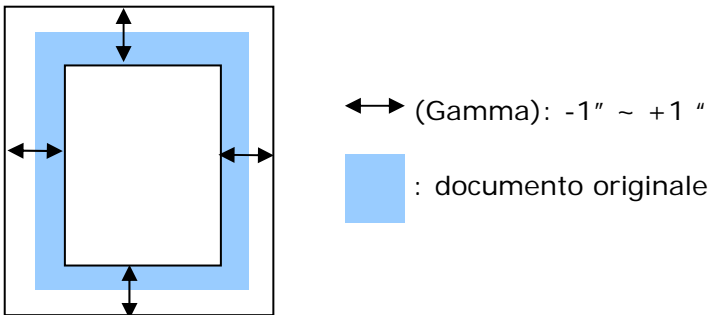 (Gamma): -1″ ~ +1 “
: documento originale